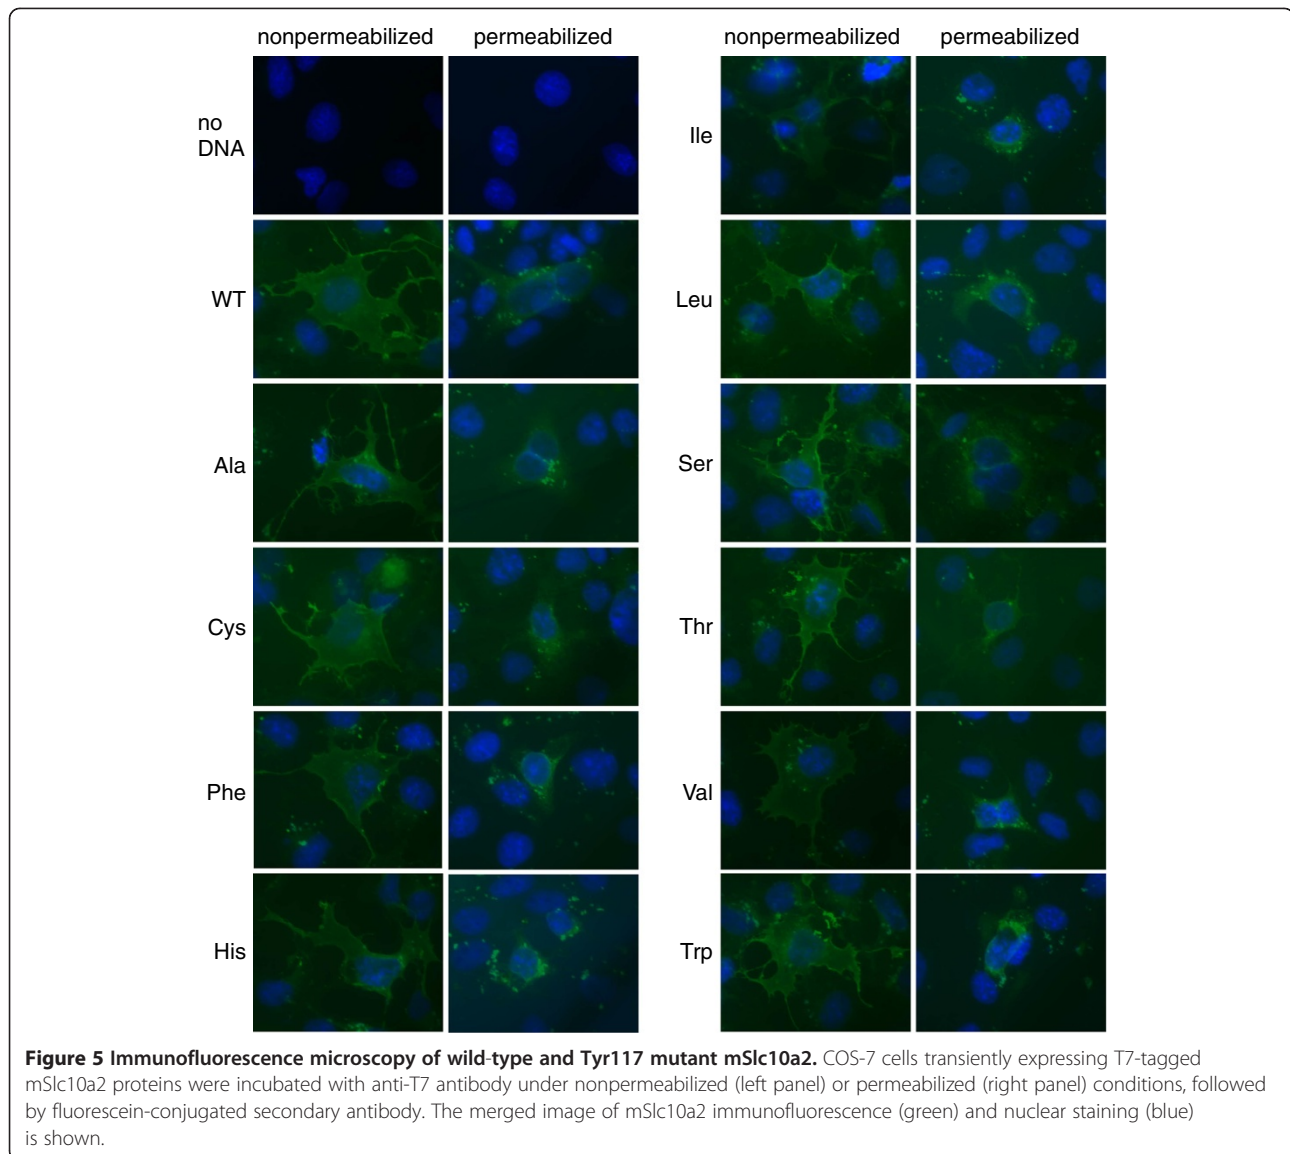 nonpermeabilized permeabilized
no
DNA
WT
Ala
Cys
Phe
His
nonpermeabilized permeabilized
Ile
Leu
Ser
Thr
Val
Trp
Figure 5 Immunofluorescence microscopy of wild-type and Tyr117 mutant mSlc10a2. COS-7 cells transiently expressing T7-tagged
mSlc10a2 proteins were incubated with anti-T7 antibody under nonpermeabilized (left panel) or permeabilized (right panel) conditions, followed
by fluorescein-conjugated secondary antibody. The merged image of mSlc10a2 immunofluorescence (green) and nuclear staining (blue)
is shown.